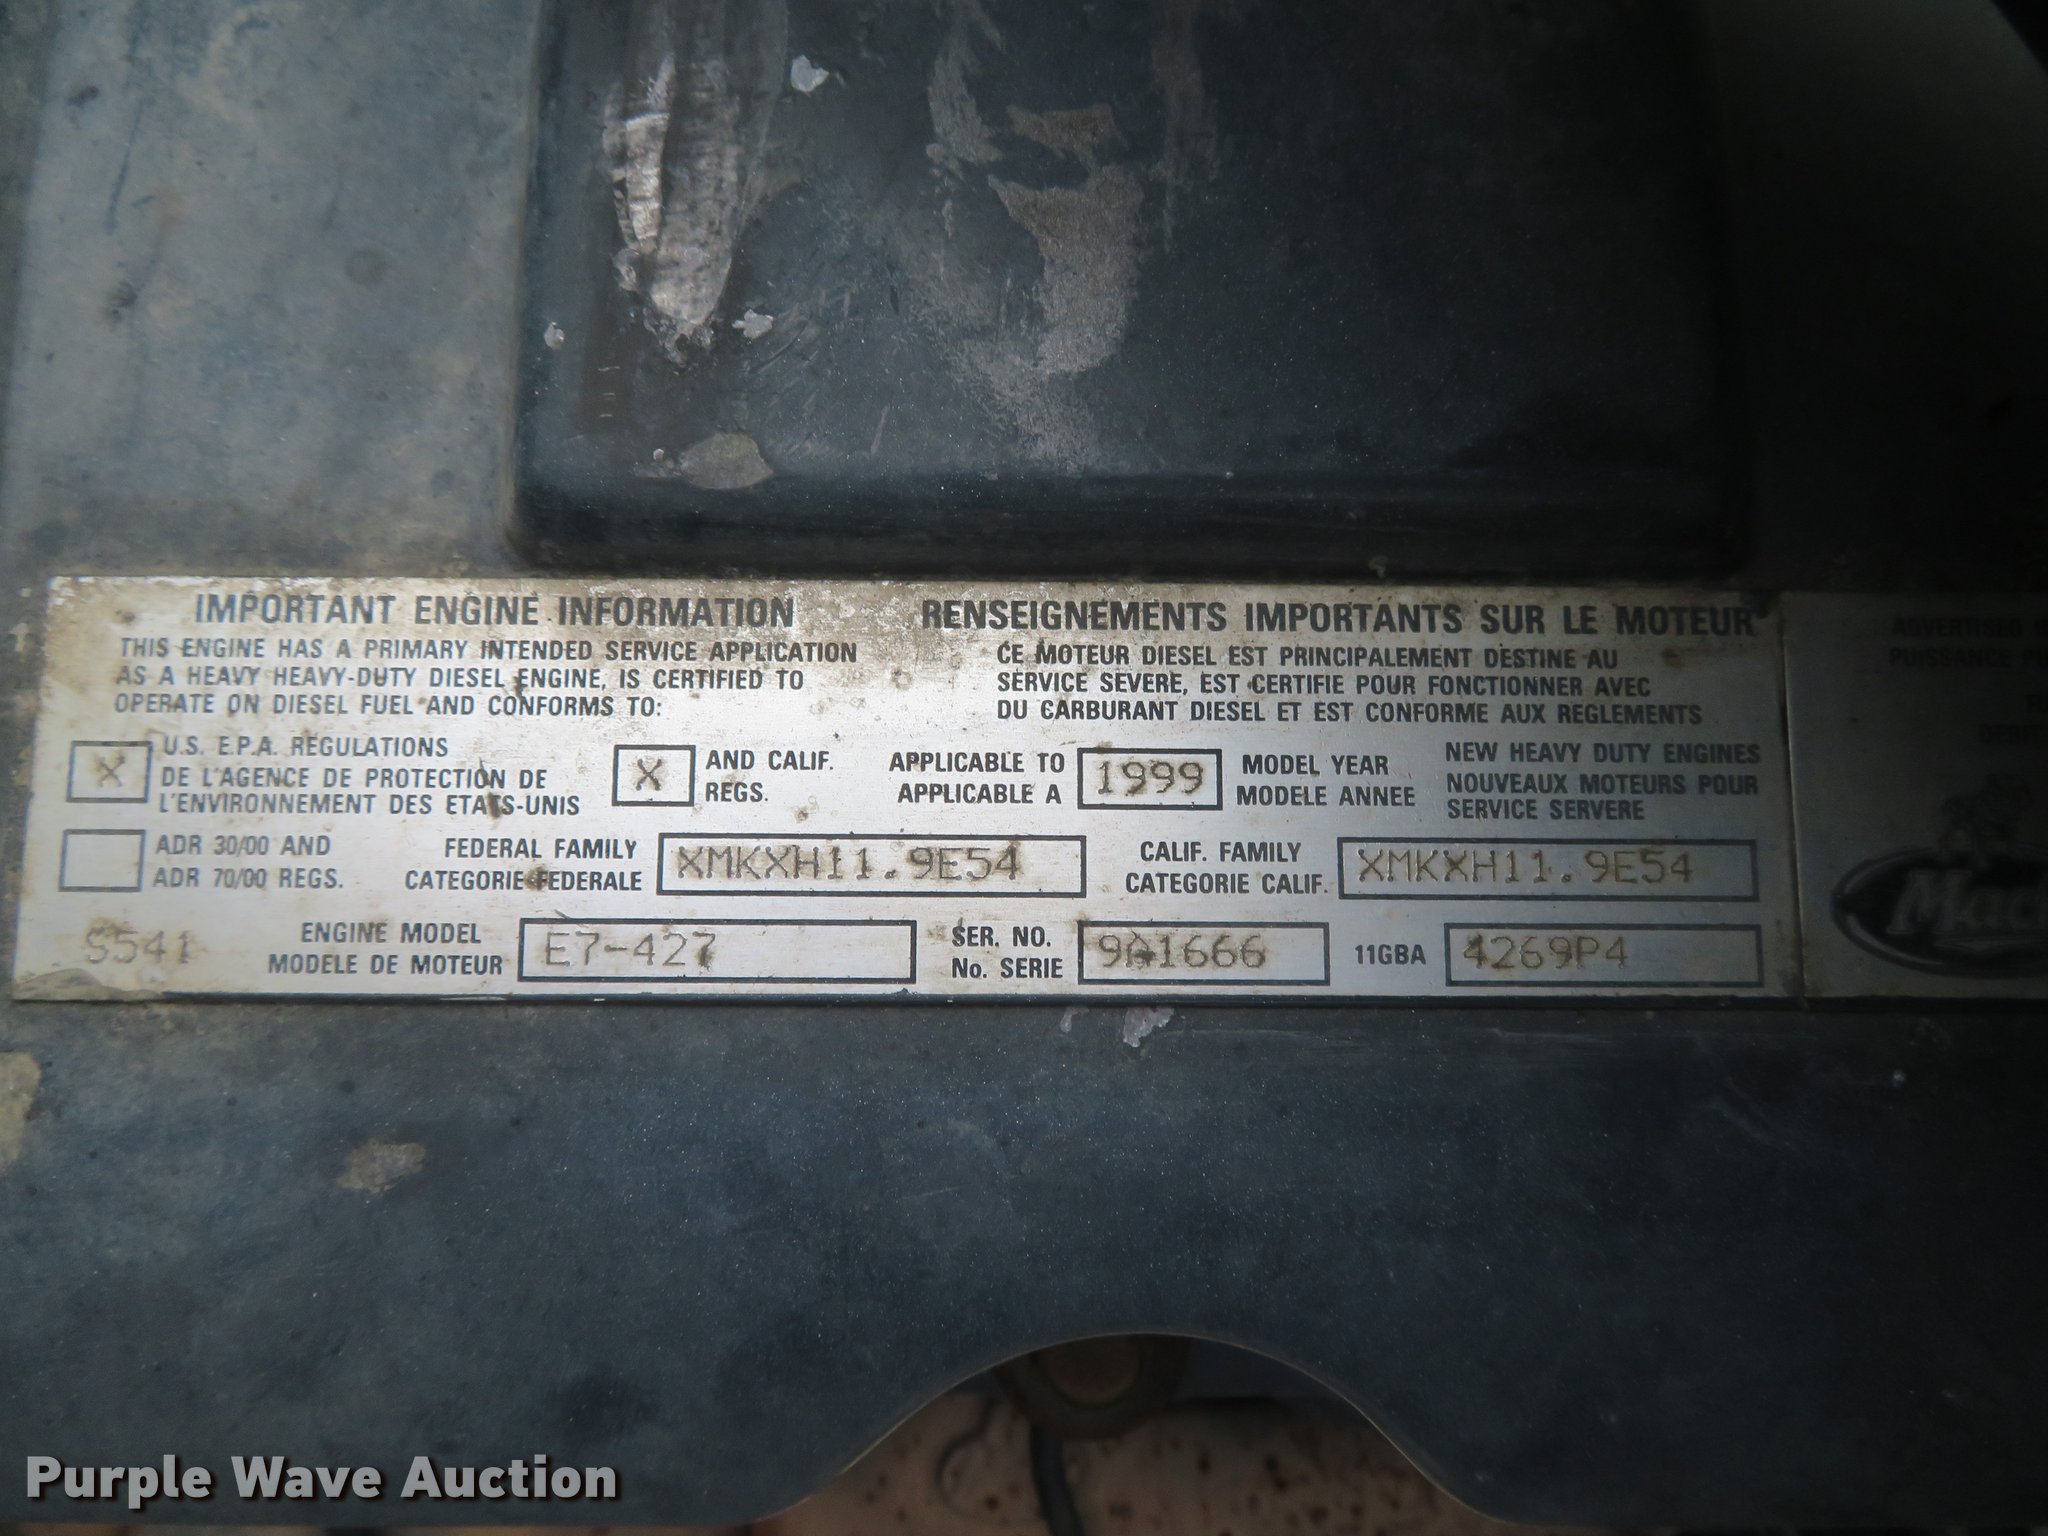 IMPORTANT ENGINE INFORMATION
THIS ENGINE HAS A PRIMARY INTENDED SERVICE APPLICATION
AS A HEAVY HEAVY-DUTY DIESEL ENGINE, IS CERTIFIED TO
OPERATE ON DIESEL FUEL AND CONFORMS TO:
RENSEIGNEMENTS IMPORTANTS SUR LE MOTEUR
CE MOTEUR DIESEL EST PRINCIPALEMENT DESTINE AU
SERVICE SEVERE, EST CERTIFIE POUR FONCTIONNER AVEC
DU CARBURANT DIESEL ET EST CONFORME AUX REGLEMENTS
X U.S. E.P.A. REGULATIONS
DE L'AGENCE DE PROTECTION DE
L'ENVIRONNEMENT DES ETATS-UNIS
X AND CALIF.
REGS.
APPLICABLE TO
APPLICABLE A
1999
MODEL YEAR
MODELE ANNEE
NEW HEAVY DUTY ENGINES
NOUVEAUX MOTEURS POUR
SERVICE SERVERE
ADR 30/00 AND
ADR 70/00 REGS.
FEDERAL FAMILY
CATEGORIE FEDERALE
XMKXH11.9E54
CALIF. FAMILY
CATEGORIE CALIF.
XMKXH11.9E54
S541
ENGINE MODEL
MODELE DE MOTEUR
E7-427
SER. NO.
No. SERIE
9A1666
11GBA
4269P4
ADVERTISED
PUISSANCE
Mack
Purple Wave Auction